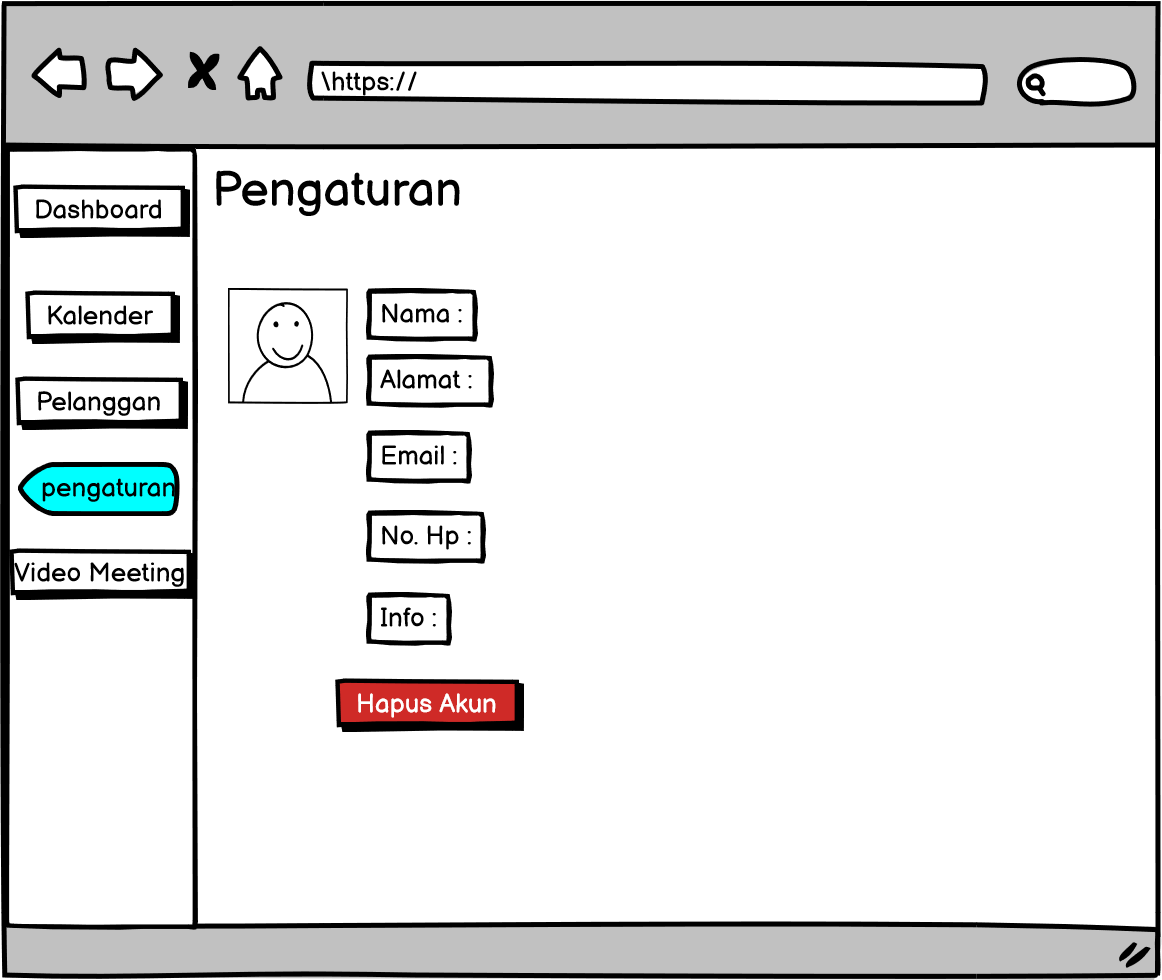 \https://
Pengaturan
Dashboard
Kalender
Pelanggan
pengaturan
Video Meeting
Nama :
Alamat :
Email :
No. Hp :
Info :
Hapus Akun